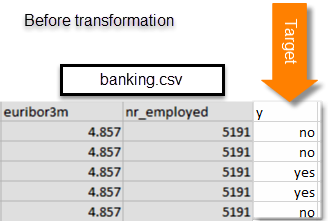 Before transformation
Target
banking.csv
euribor3m nr_employed y
4.857 5191 no
4.857 5191 no
4.857 5191 yes
4.857 5191 yes
4.857 5191 no